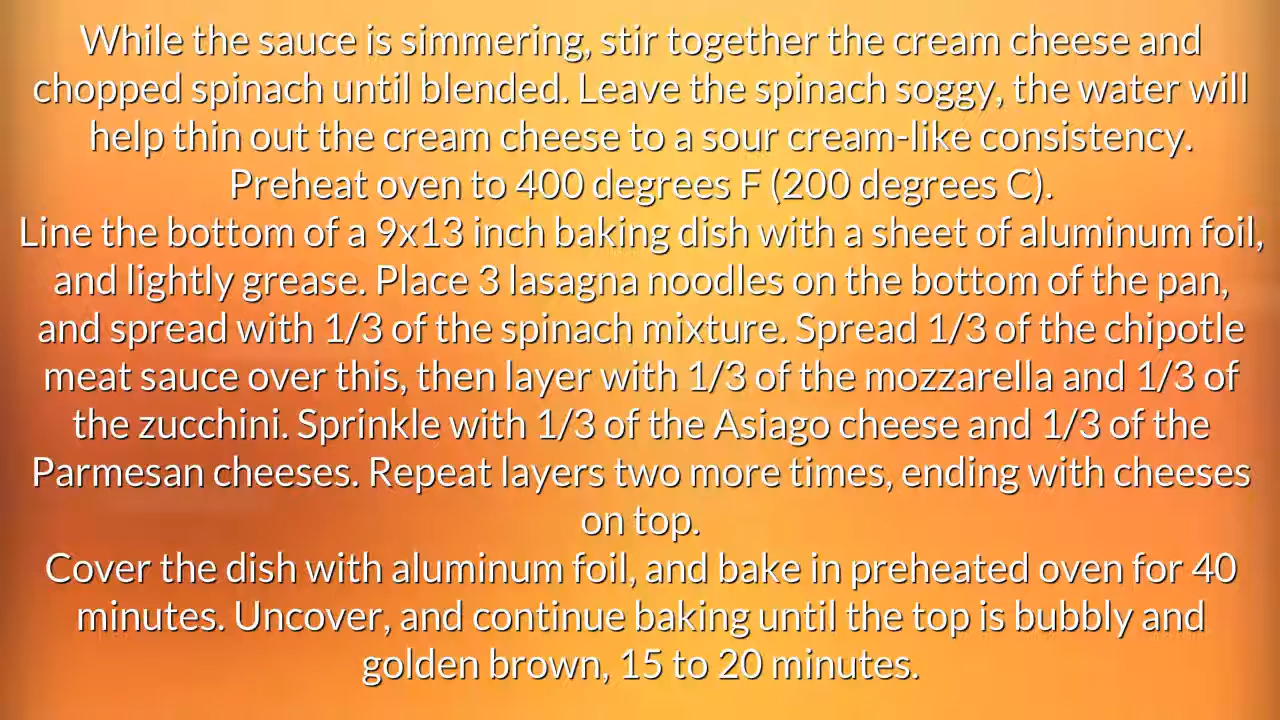 While the sauce is simmering, stir together the cream cheese and
chopped spinach until blended. Leave the spinach soggy, the water will
help thin out the cream cheese to a sour cream-like consistency.
Preheat oven to 400 degrees F (200 degrees C).
Line the bottom of a 9x13 inch baking dish with a sheet of aluminum foil,
and lightly grease. Place 3 lasagna noodles on the bottom of the pan,
and spread with 1/3 of the spinach mixture. Spread 1/3 of the chipotle
meat sauce over this, then layer with 1/3 of the mozzarella and 1/3 of
the zucchini. Sprinkle with 1/3 of the Asiago cheese and 1/3 of the
Parmesan cheeses. Repeat layers two more times, ending with cheeses
on top.
Cover the dish with aluminum foil, and bake in preheated oven for 40
minutes. Uncover, and continue baking until the top is bubbly and
golden brown, 15 to 20 minutes.